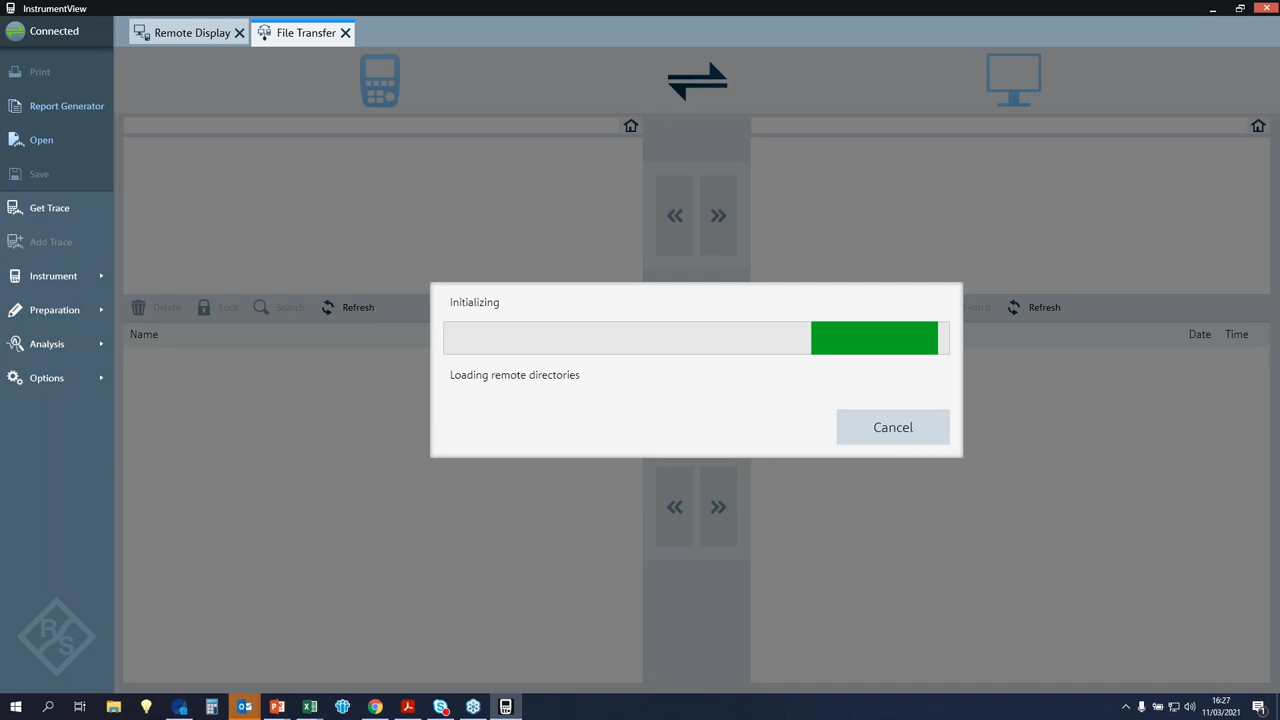 InstrumentView
Connected
Remote Display
File Transfer
Print
Report Generator
Open
Save
Get Trace
Add Trace
Instrument
Preparation
Analysis
Options
Delete
Lock
Search
Refresh
Search
Refresh
Name
Date
Time
Initializing
Loading remote directories
Cancel
R
S
16:27
11/03/2021
1